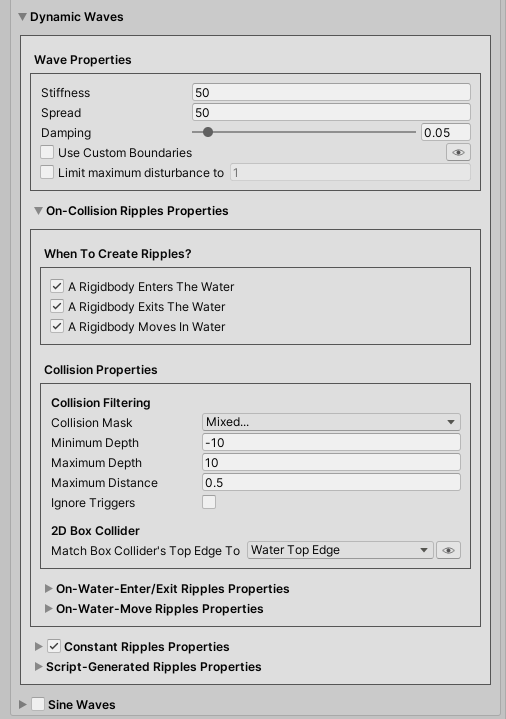 Dynamic Waves
Wave Properties
Stiffness 50
Spread 50
Damping 0.05
Use Custom Boundaries
Limit maximum disturbance to 1
On-Collision Ripples Properties
When To Create Ripples?
A Rigidbody Enters The Water
A Rigidbody Exits The Water
A Rigidbody Moves In Water
Collision Properties
Collision Filtering
Collision Mask Mixed...
Minimum Depth -10
Maximum Depth 10
Maximum Distance 0.5
Ignore Triggers
2D Box Collider
Match Box Collider's Top Edge To Water Top Edge
On-Water-Enter/Exit Ripples Properties
On-Water-Move Ripples Properties
Constant Ripples Properties
Script-Generated Ripples Properties
Sine Waves